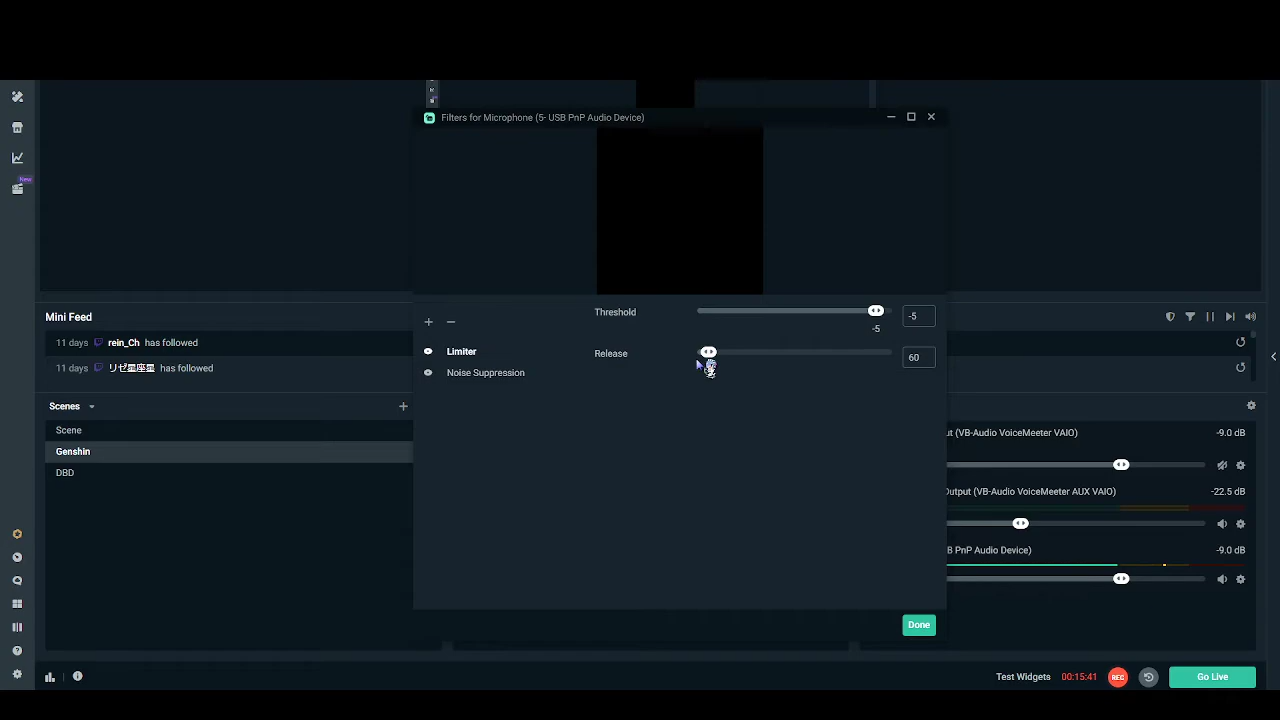 New
Filters for Microphone (5- USB PnP Audio Device)
Threshold
-5
-5
Release
60
Limiter
Noise Suppression
Mini Feed
11 days rein_Ch has followed
11 days リゼ星座星 has followed
Scenes
Scene
Genshin
DBD
(VB-Audio VoiceMeeter VAIO) -9.0 dB
Output (VB-Audio VoiceMeeter AUX VAIO) -22.5 dB
PnP Audio Device) -9.0 dB
Done
Test Widgets 00:15:41 REC Go Live